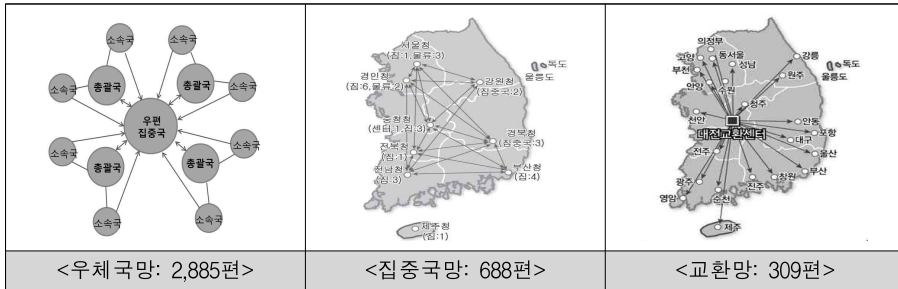 소속국
소속국
소속국
총괄국
총괄국
소속국
우편
집중국
소속국
소속국
총괄국
총괄국
소속국
소속국
<우체국망: 2,885편>
서울청
(집:1,물류:3)
독도
울릉도
경인청
(집:6,물류:2)
강원청
(집중국:2)
충청청
(센터:1,집:3)
경북청
(집중국:3)
전북청
(집:1)
전남청
(집:3)
부산청
(집:4)
제주청
(집:1)
<집중국망: 688편>
의정부
고양
동서울
강릉
독도
성남
부천
원주
울릉도
안양
수원
청주
천안
안동
대전교환센터
포항
대구
전주
울산
부산
광주
창원
진주
영암
순천
제주
<교환망: 309편>